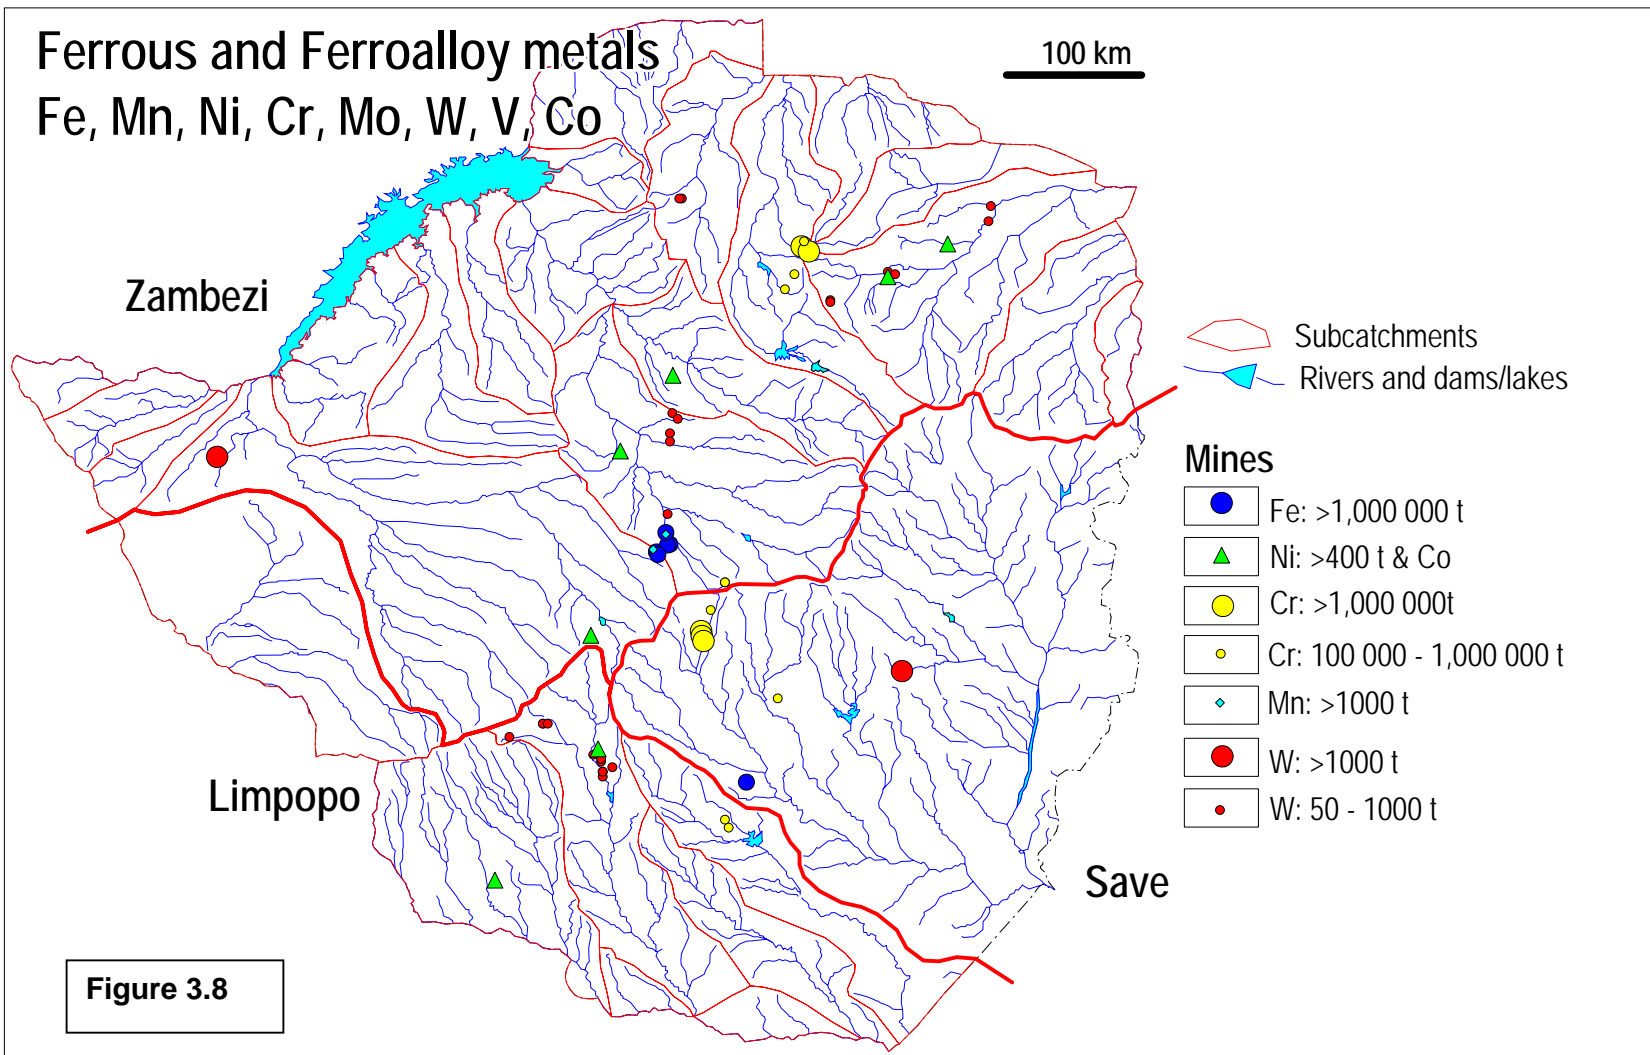 Ferrous and Ferroalloy metals
Fe, Mn, Ni, Cr, Mo, W, V, Co
100 km
Zambezi
Subcatchments
Rivers and dams/lakes
Mines
Fe: >1,000 000 t
Ni: >400 t & Co
Cr: >1,000 000t
Cr: 100 000 - 1,000 000 t
Mn: >1000 t
W: >1000 t
W: 50 - 1000 t
Limpopo
Save
Figure 3.8